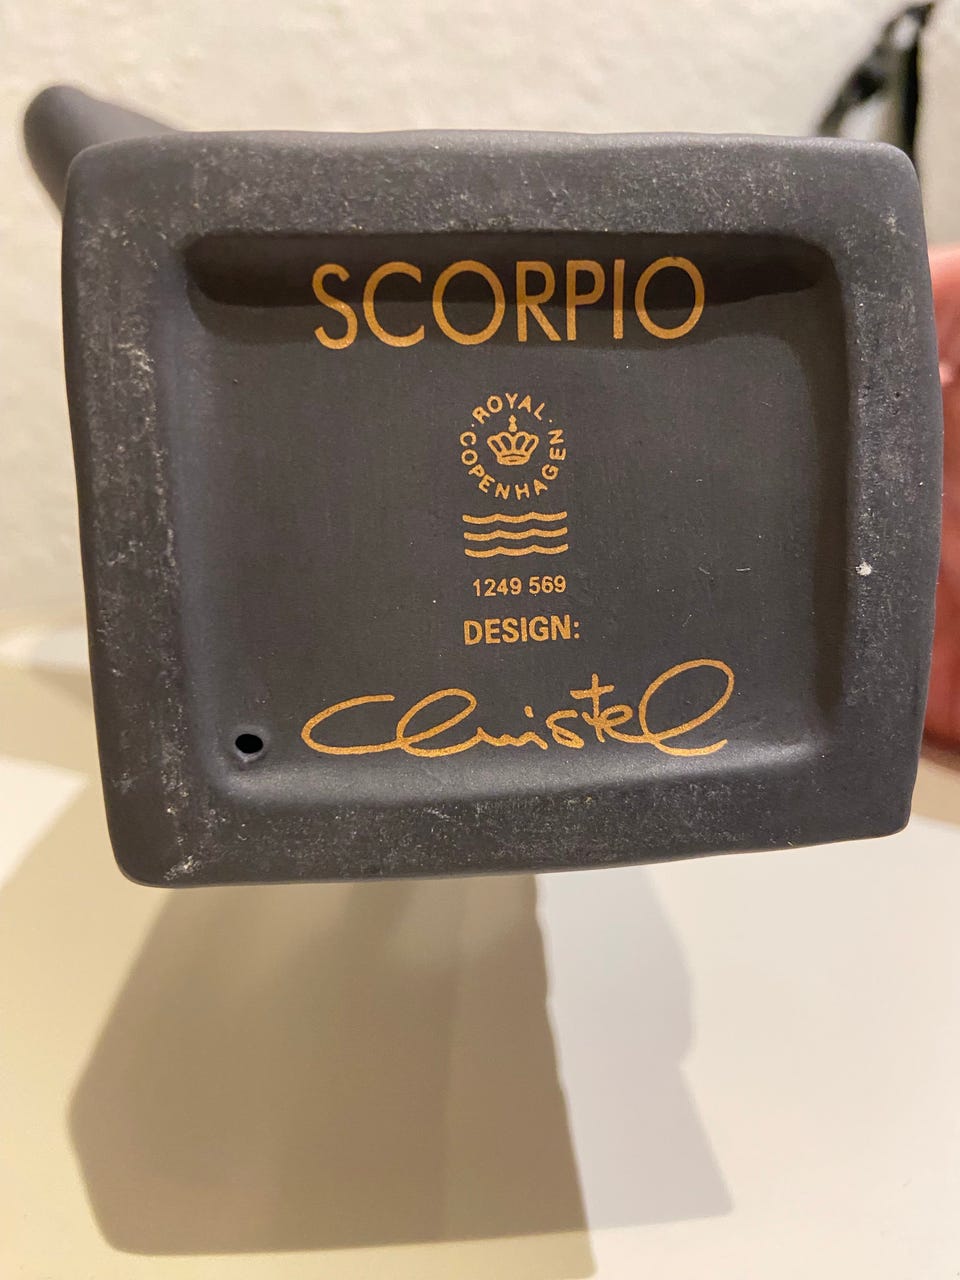 SCORPIO
ROYAL
COPENHAGEN
1249 569
DESIGN:
Christel